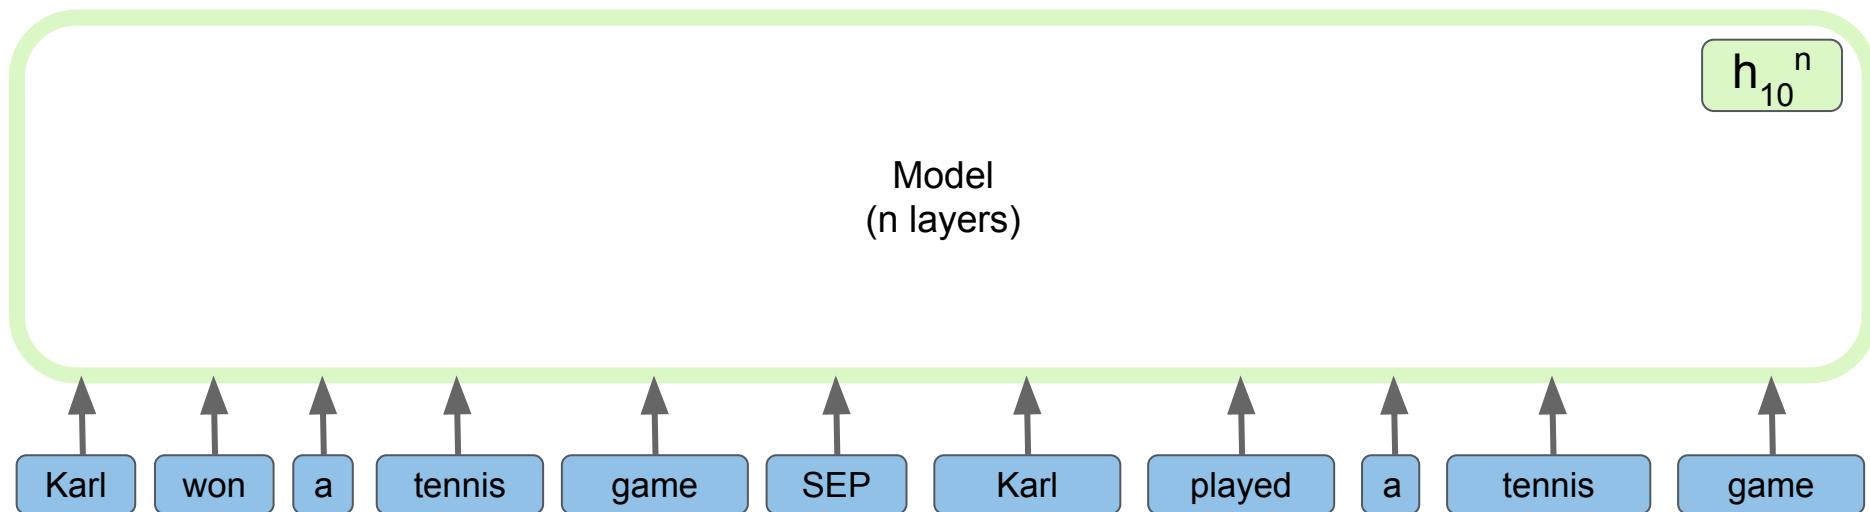 h₁₀ⁿ
Model
(n layers)
Karl won a tennis game SEP Karl played a tennis game